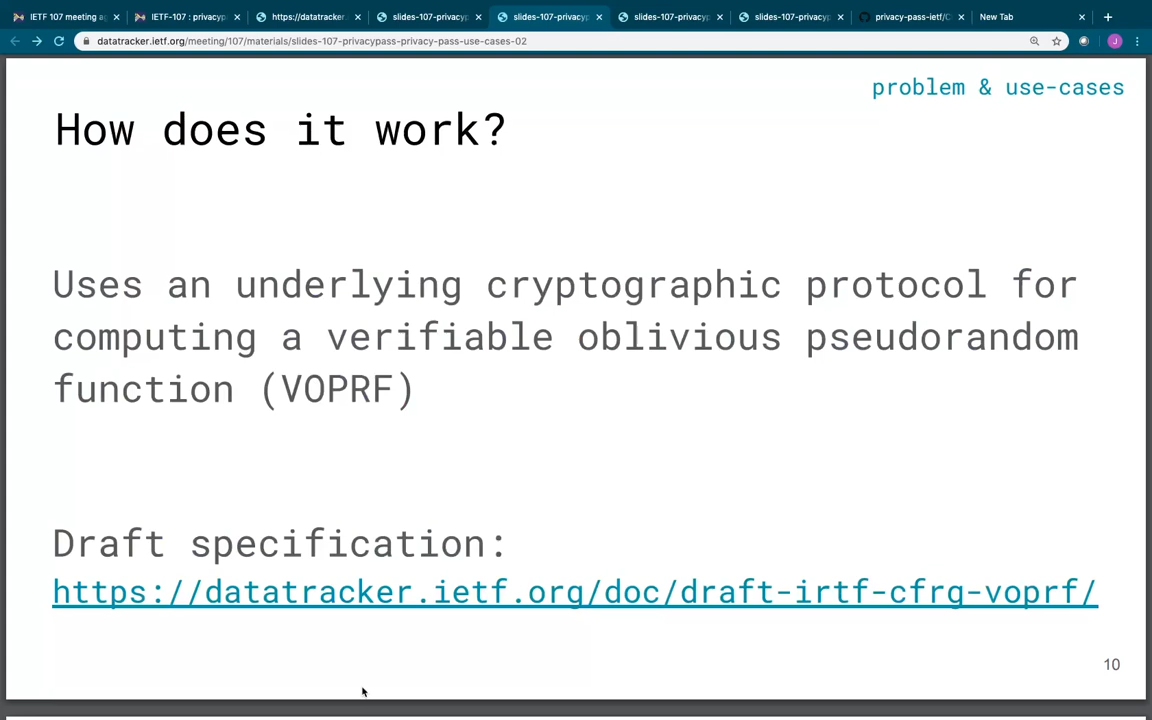 IETF 107 meeting a
IETF-107 : privacyp
https://datatracker.
slides-107-privacyp
slides-107-privacyp
slides-107-privacyp
slides-107-privacyp
privacy-pass-ietf/C
New Tab
datatracker.ietf.org/meeting/107/materials/slides-107-privacypass-privacy-pass-use-cases-02
J
problem & use-cases
How does it work?
Uses an underlying cryptographic protocol for
computing a verifiable oblivious pseudorandom
function (VOPRF)
Draft specification:
https://datatracker.ietf.org/doc/draft-irtf-cfrg-voprf/
10